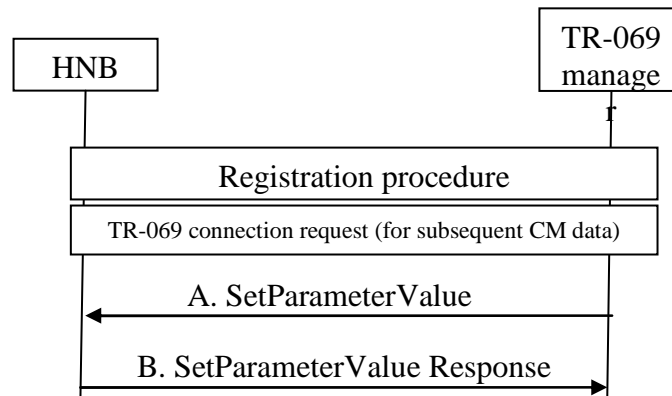 HNB
TR-069
manage
r
Registration procedure
TR-069 connection request (for subsequent CM data)
A. SetParameterValue
B. SetParameterValue Response